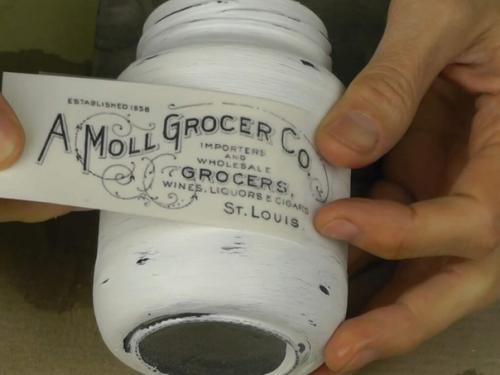 ESTABLISHED 1858
A MOLL GROCER CO.
IMPORTERS
AND
WHOLESALE
GROCERS,
WINES, LIQUORS & CIGARS
ST. LOUIS